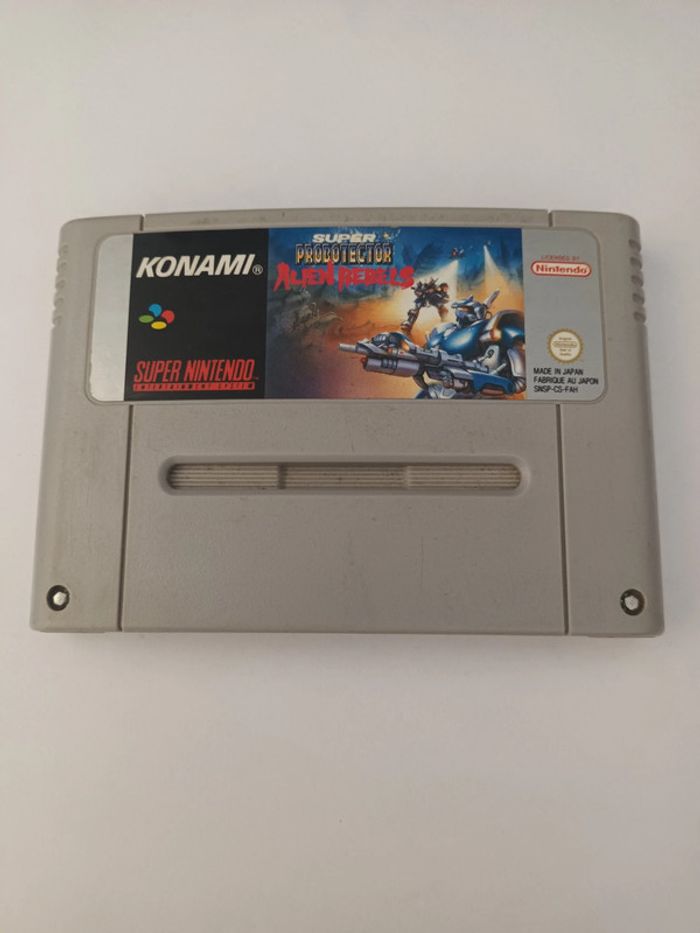 KONAMI®
SUPER NINTENDO
ENTERTAINMENT SYSTEM
SUPER
PROBOTECTOR
ALIEN REBELS
LICENSED BY
Nintendo
MADE IN JAPAN
FABRIQUE AU JAPON
SNSP-CS-FAH